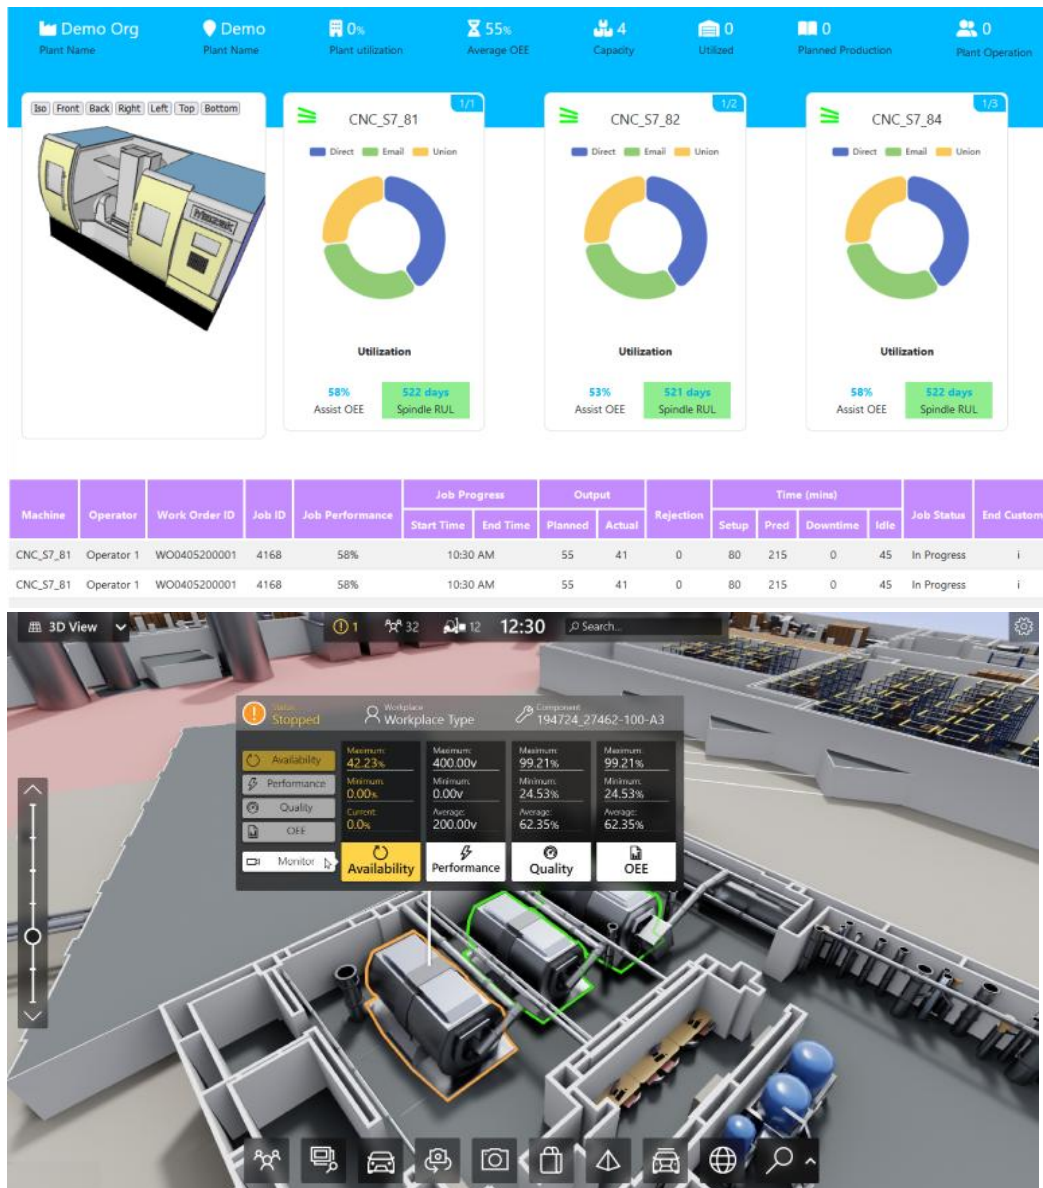 Demo Org
Plant Name
Demo
Plant Name
0%
Plant utilization
55%
Average OEE
4
Capacity
0
Utilized
0
Planned Production
0
Plant Operation
Iso Front Back Right Left Top Bottom
Mazak
1/1
CNC_S7_81
Direct Email Union
Utilization
58%
Assist OEE
522 days
Spindle RUL
1/2
CNC_S7_82
Direct Email Union
Utilization
53%
Assist OEE
521 days
Spindle RUL
1/3
CNC_S7_84
Direct Email Union
Utilization
58%
Assist OEE
522 days
Spindle RUL
Machine Operator Work Order ID Job ID Job Performance Job Progress Output Rejection Time (mins) Job Status End Custom
Start Time End Time Planned Actual Setup Pred Downtime Idle
CNC_S7_81 Operator 1 WO0405200001 4168 58% 10:30 AM 55 41 0 80 215 0 45 In Progress i
CNC_S7_81 Operator 1 WO0405200001 4168 58% 10:30 AM 55 41 0 80 215 0 45 In Progress i
3D View 1 32 12 12:30 Search...
Status
Stopped
Workplace
Workplace Type
Component
194724_27462-100-A3
Availability
Performance
Quality
OEE
Monitor
Maximum:
42.23%
Minimum:
0.00%
Current:
0.0%
Availability
Maximum:
400.00v
Minimum:
0.00v
Average:
200.00v
Performance
Maximum:
99.21%
Minimum:
24.53%
Average:
62.35%
Quality
Maximum:
99.21%
Minimum:
24.53%
Average:
62.35%
OEE